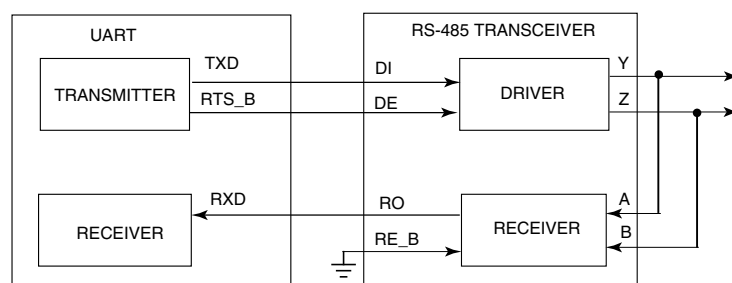 UART
RS-485 TRANSCEIVER
TXD
DI
Y
TRANSMITTER
DRIVER
RTS_B
DE
Z
RXD
RO
A
RECEIVER
RECEIVER
RE_B
B